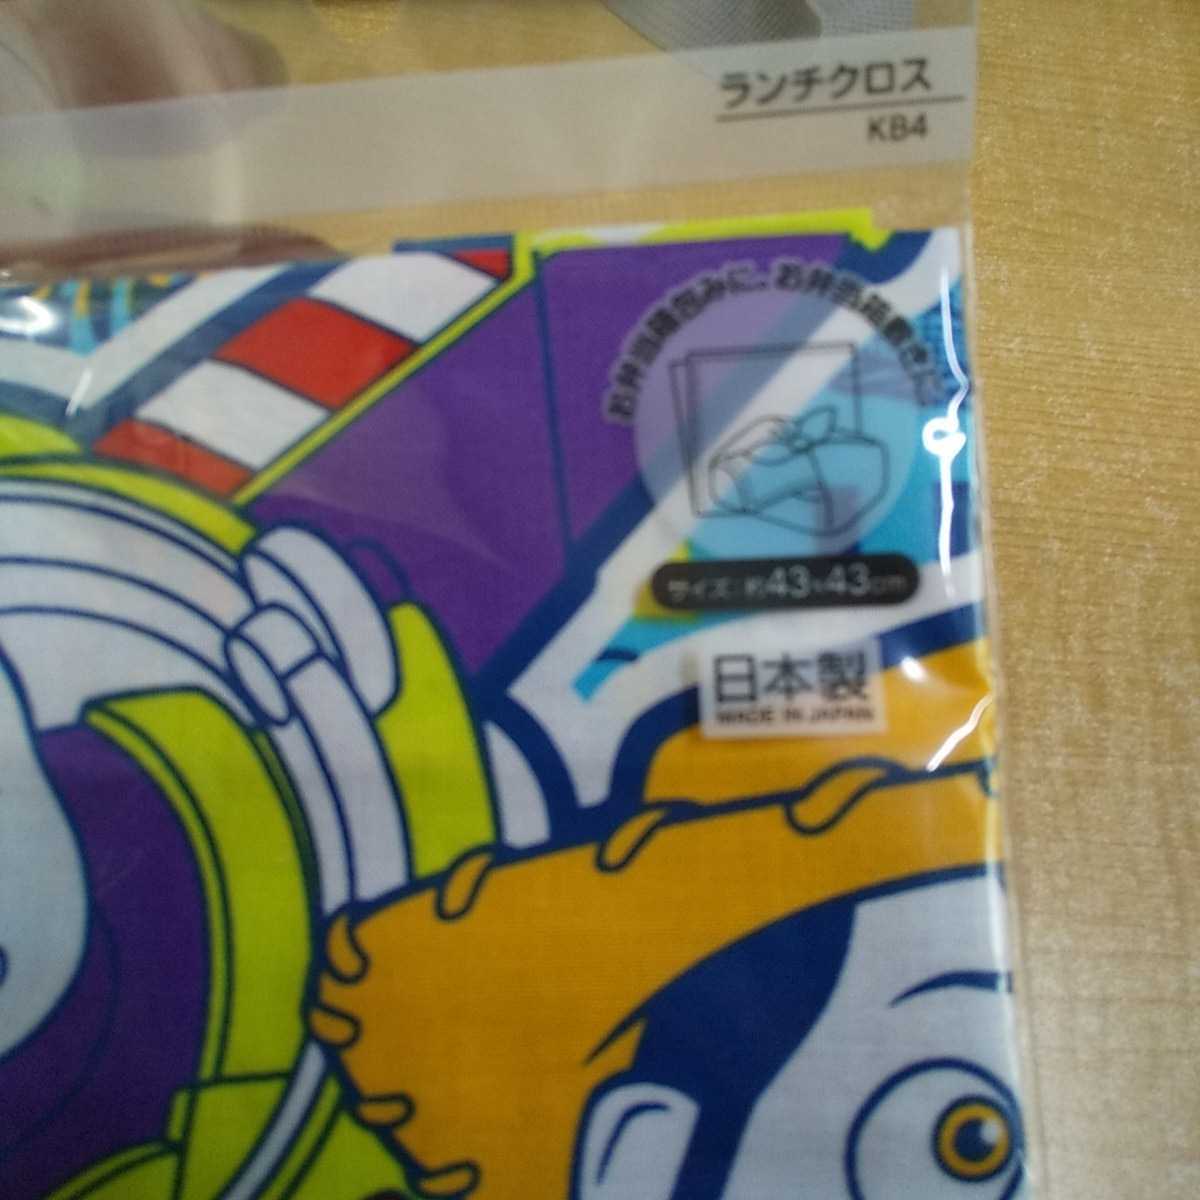 ランチクロス
KB4
お弁当箱包みに、お弁当箱敷きに
サイズ:約43×43cm
日本製
MADE IN JAPAN